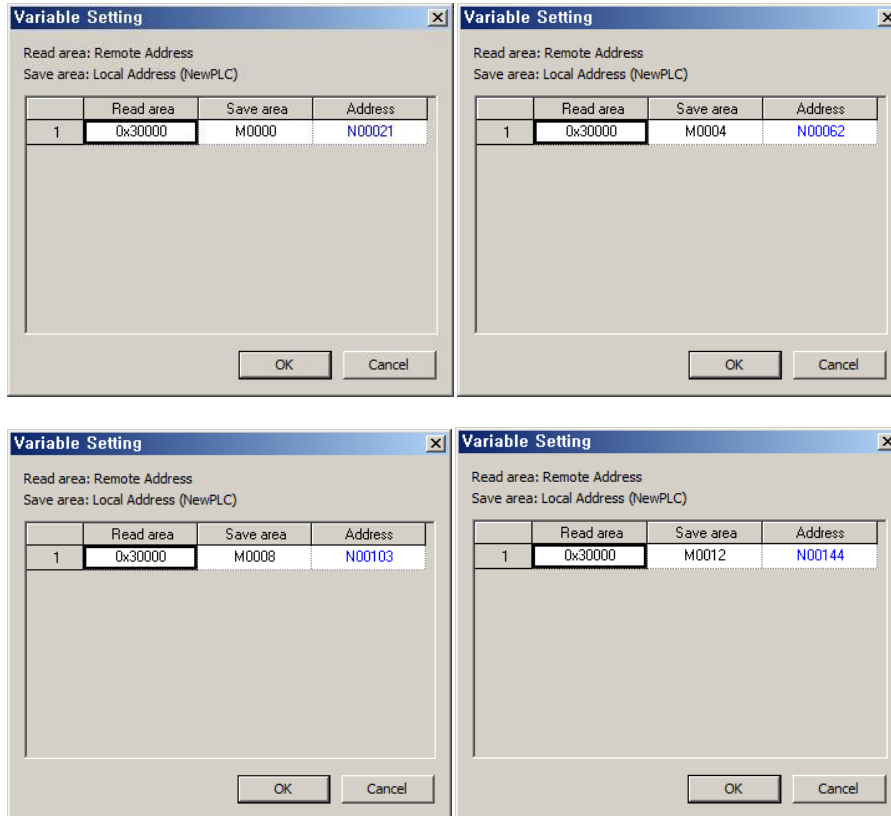 Variable Setting
Read area: Remote Address
Save area: Local Address (NewPLC)
Read area Save area Address
1 0x30000 M0000 N00021
OK Cancel
Variable Setting
Read area: Remote Address
Save area: Local Address (NewPLC)
Read area Save area Address
1 0x30000 M0004 N00062
OK Cancel
Variable Setting
Read area: Remote Address
Save area: Local Address (NewPLC)
Read area Save area Address
1 0x30000 M0008 N00103
OK Cancel
Variable Setting
Read area: Remote Address
Save area: Local Address (NewPLC)
Read area Save area Address
1 0x30000 M0012 N00144
OK Cancel